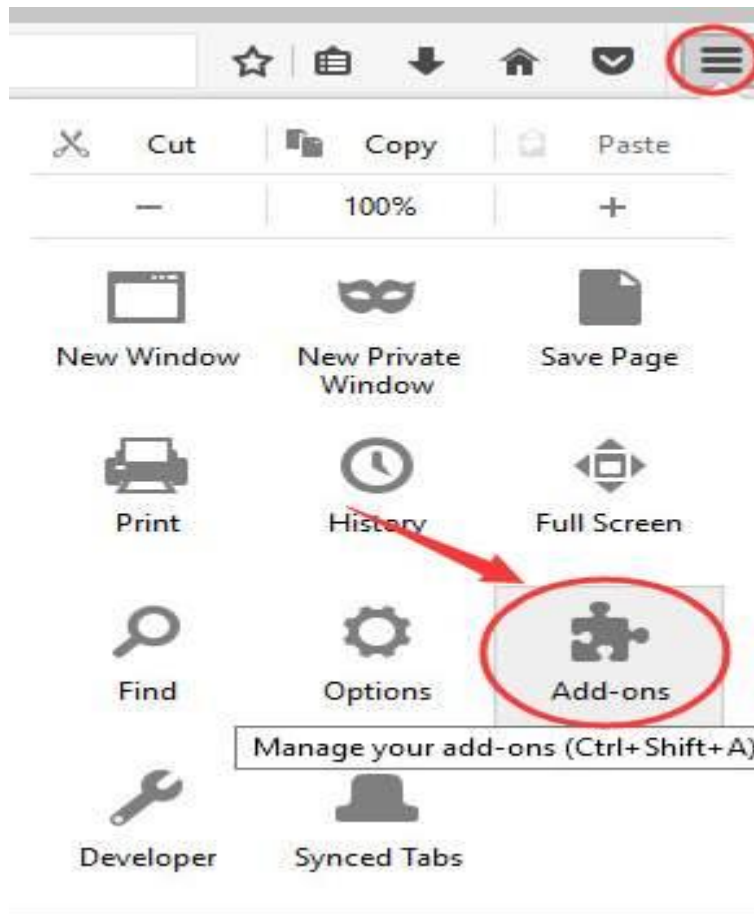 Cut Copy Paste
100%
New Window New Private Window Save Page
Print History Full Screen
Find Options Add-ons
Manage your add-ons (Ctrl+Shift+A)
Developer Synced Tabs